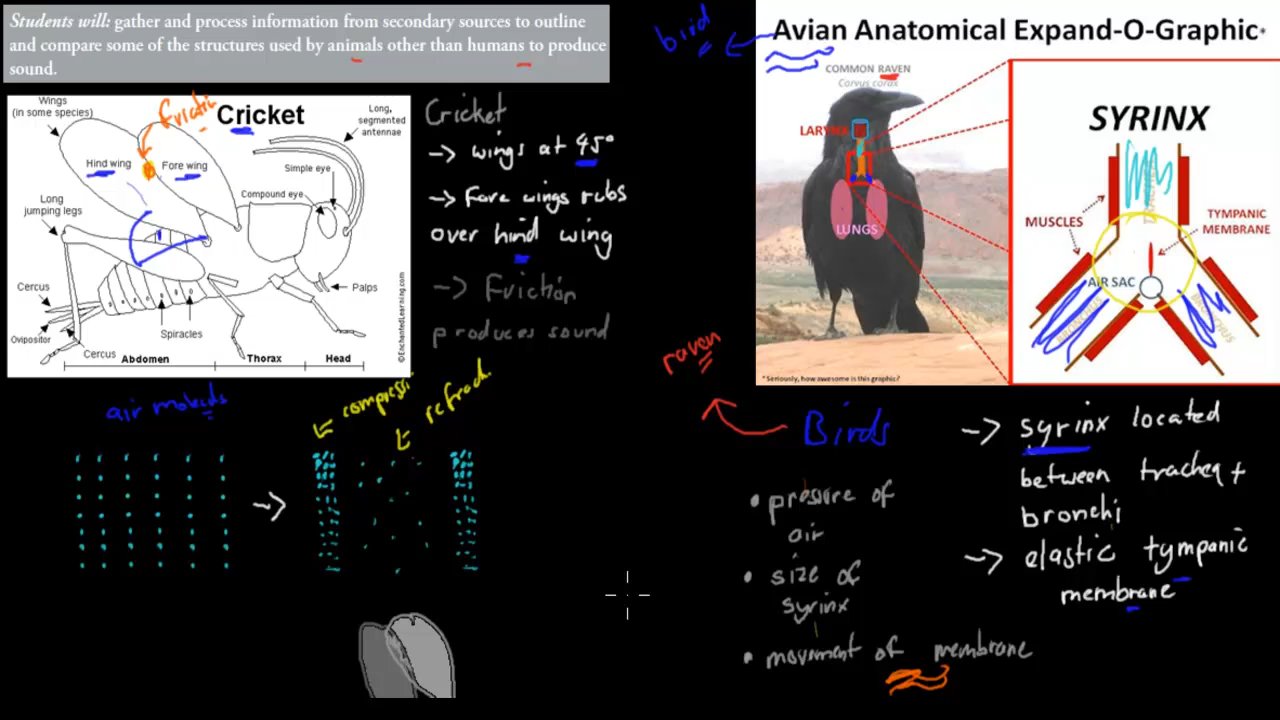 Students will: gather and process information from secondary sources to outline
and compare some of the structures used by animals other than humans to produce
sound.
Wings
(in some species)
friction
Cricket
Long,
segmented
antennae
Hind wing
Fore wing
Simple eye
Compound eye
Long
jumping legs
Cercus
Ovipositor
Cercus
Spiracles
Palps
Abdomen
Thorax
Head
©EnchantedLearning.com
Cricket
-> wings at 45°
-> Fore wings rubs
over hind wing
-> Friction
produces sound
air
compress.
refract.
bird
Avian Anatomical Expand-O-Graphic*
COMMON RAVEN
Corvus corax
LARYNX
LUNGS
* Seriously, how awesome is this graphic?
SYRINX
MUSCLES
TYMPANIC
MEMBRANE
AIR SAC
raven
Birds
• pressure of
air
• size of
syrinx
• movement of membrane
-> syrinx located
between trachea +
bronchi
-> elastic tympanic
membrane